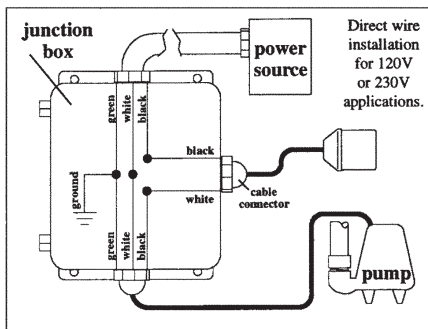 junction
box
power
source
Direct wire
installation
for 120V
or 230V
applications.
green
white
black
black
white
cable
connector
ground
green
white
black
pump